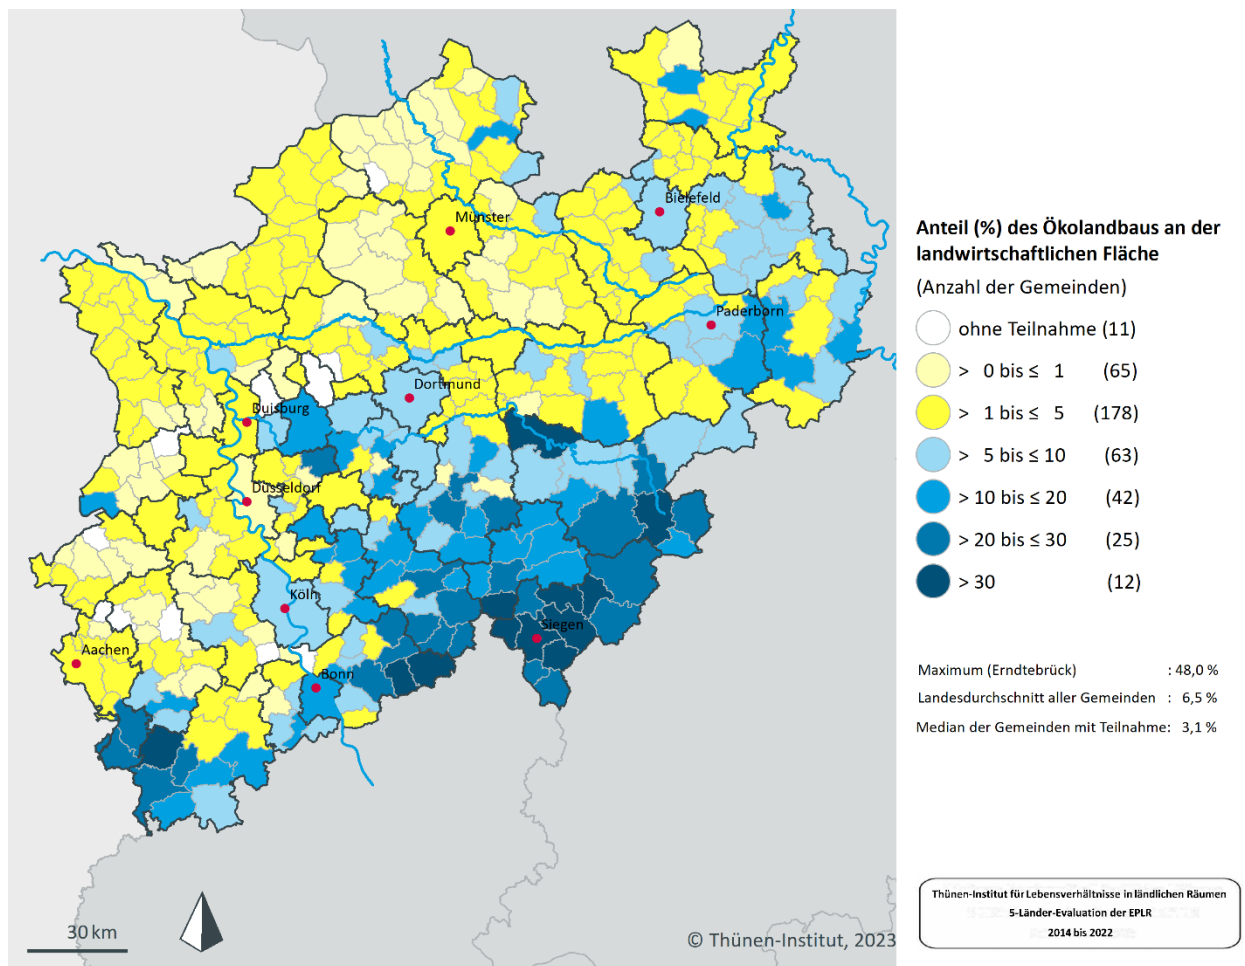 Bielefeld
Münster
Paderborn
Dortmund
Duisburg
Düsseldorf
Köln
Siegen
Aachen
Bonn
30 km
© Thünen-Institut, 2023
Anteil (%) des Ökolandbaus an der
landwirtschaftlichen Fläche
(Anzahl der Gemeinden)
ohne Teilnahme (11)
> 0 bis ≤ 1 (65)
> 1 bis ≤ 5 (178)
> 5 bis ≤ 10 (63)
> 10 bis ≤ 20 (42)
> 20 bis ≤ 30 (25)
> 30 (12)
Maximum (Erndtebrück) : 48,0 %
Landesdurchschnitt aller Gemeinden : 6,5 %
Median der Gemeinden mit Teilnahme: 3,1 %
Thünen-Institut für Lebensverhältnisse in ländlichen Räumen
5-Länder-Evaluation der EPLR
2014 bis 2022